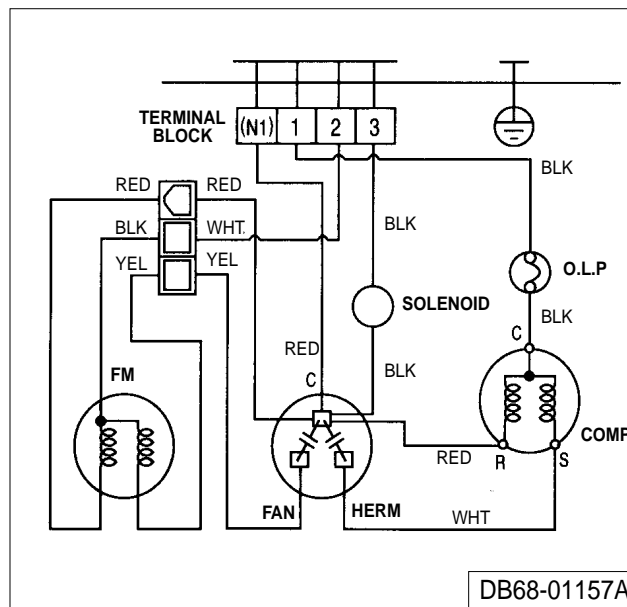 TERMINAL BLOCK
(N1) 1 2 3
RED RED
BLK WHT
YEL YEL
BLK
BLK
O.L.P
SOLENOID
BLK
C
RED
BLK
C
FM
COMP
RED
R
S
FAN
HERM
WHT
DB68-01157A